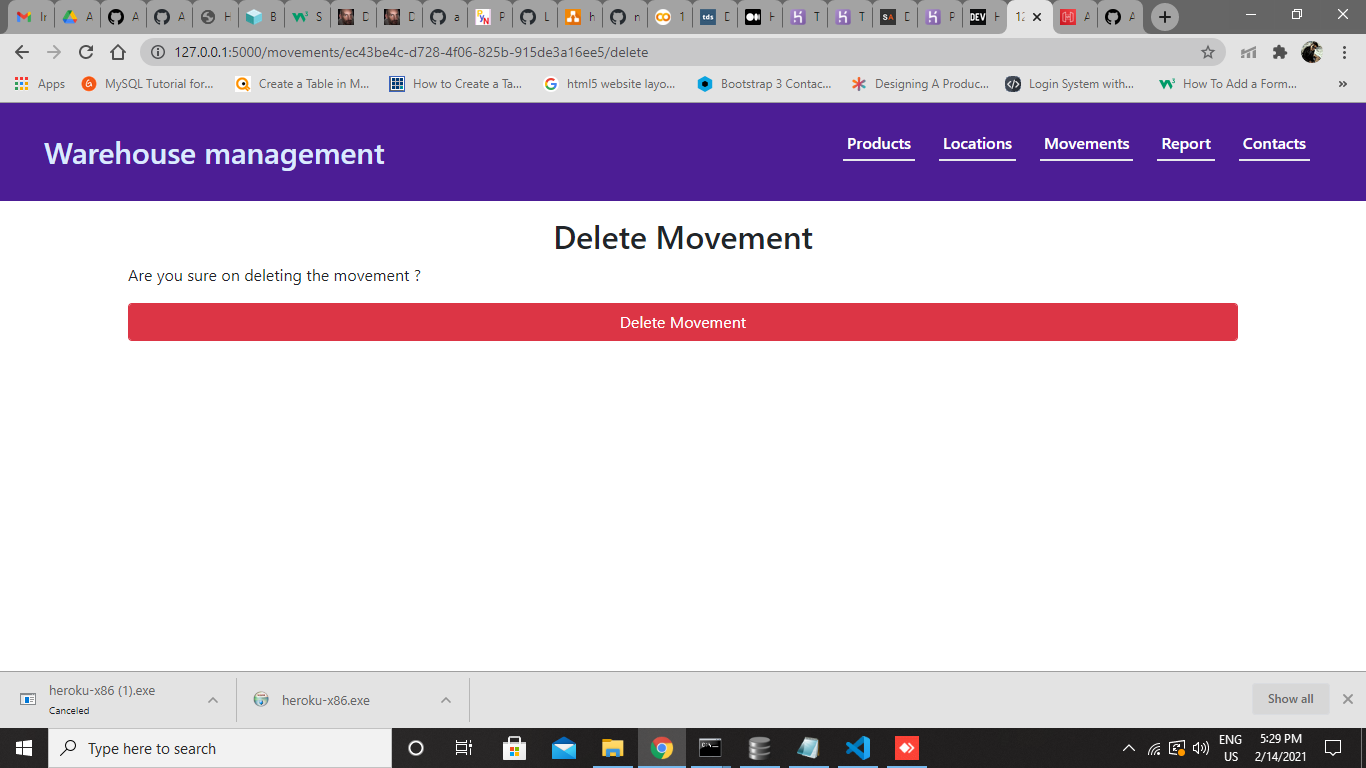 127.0.0.1:5000/movements/ec43be4c-d728-4f06-825b-915de3a16ee5/delete
Apps MySQL Tutorial for... Create a Table in M... How to Create a Ta... html5 website layo... Bootstrap 3 Contac... Designing A Produc... Login System with... How To Add a Form... »
Warehouse management
Products Locations Movements Report Contacts
Delete Movement
Are you sure on deleting the movement ?
Delete Movement
heroku-x86 (1).exe
Canceled
heroku-x86.exe
Show all
Type here to search
ENG
US
5:29 PM
2/14/2021